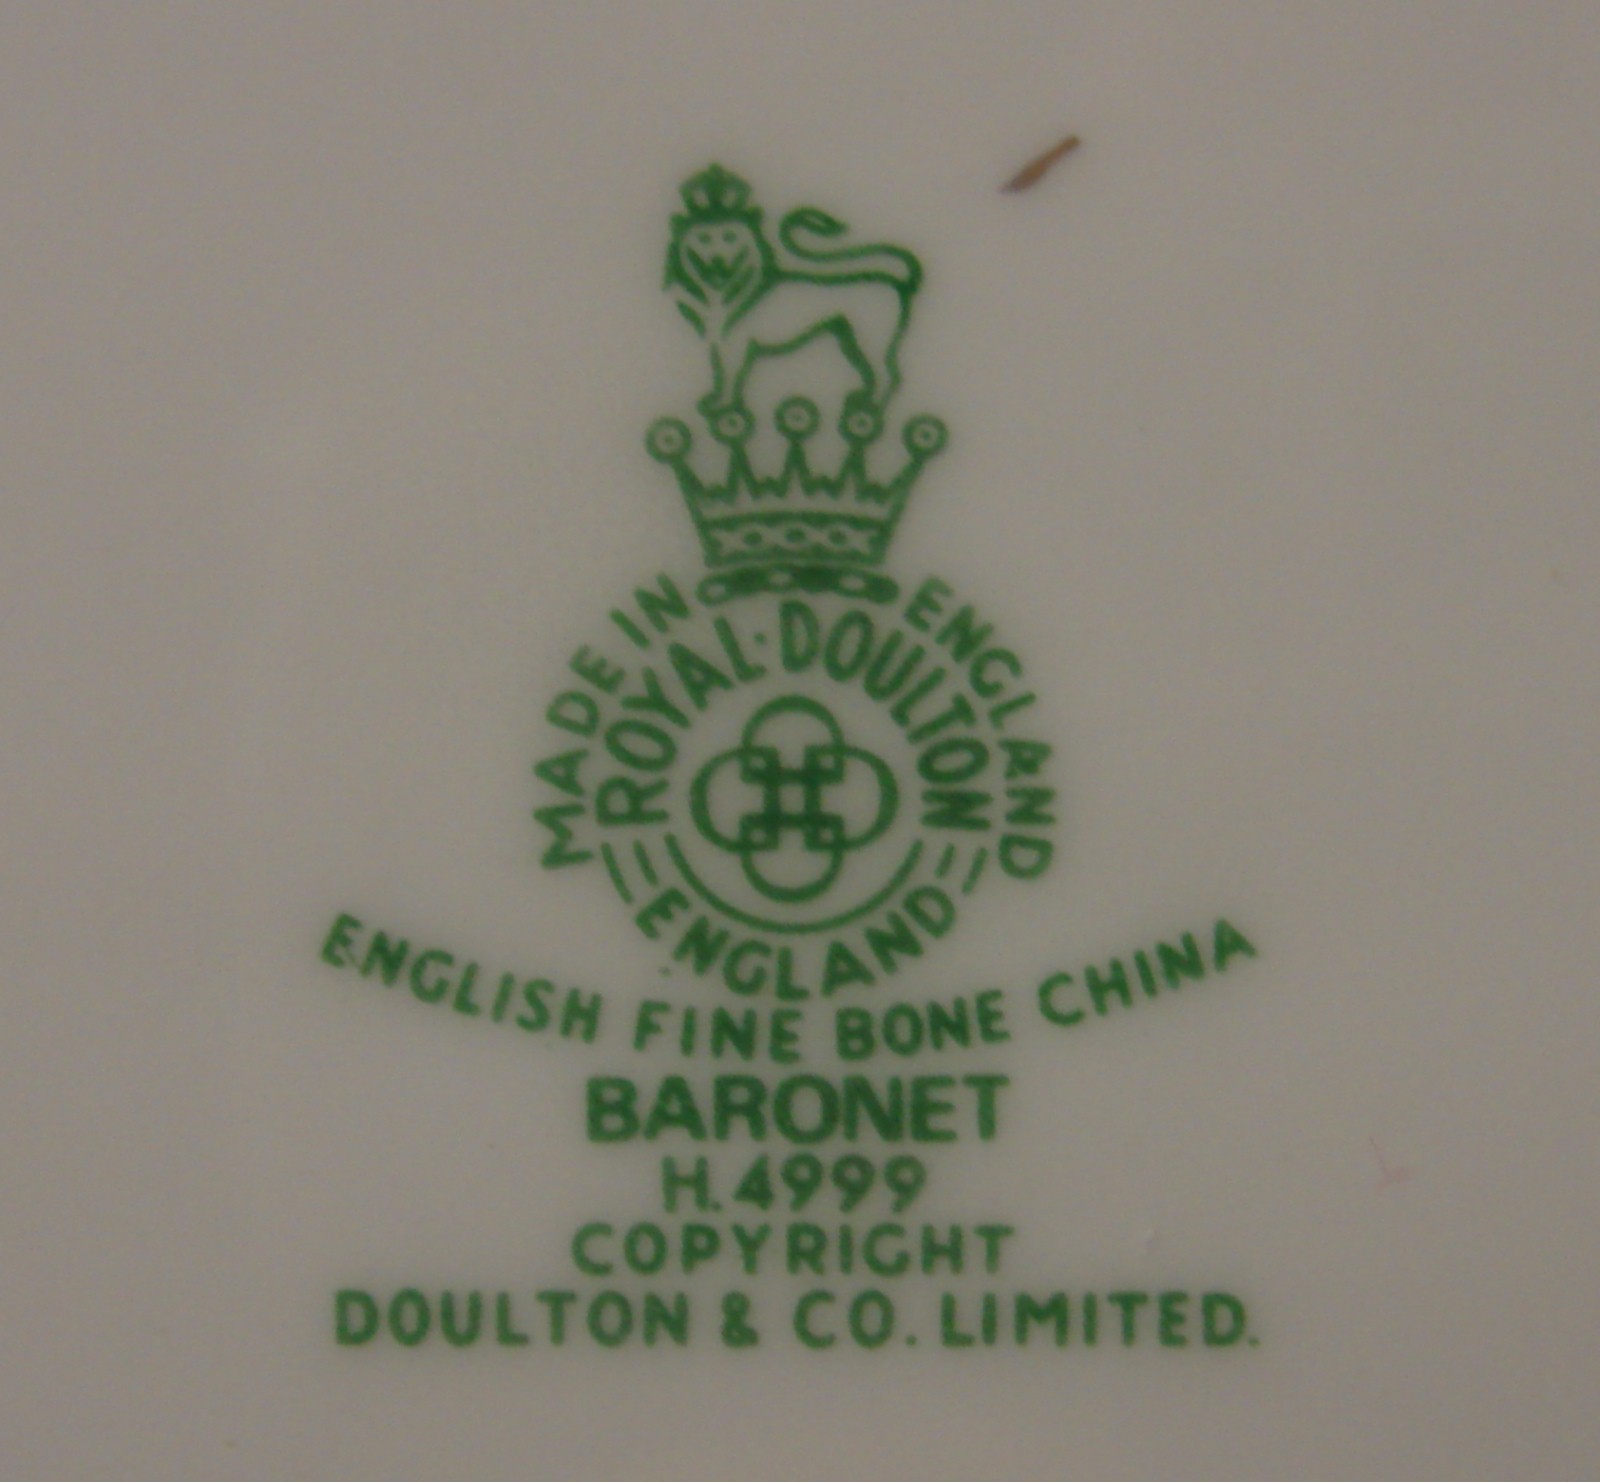 MADE IN ENGLAND
ROYAL·DOULTON
ENGLAND
ENGLISH FINE BONE CHINA
BARONET
H.4999
COPYRIGHT
DOULTON & CO. LIMITED.